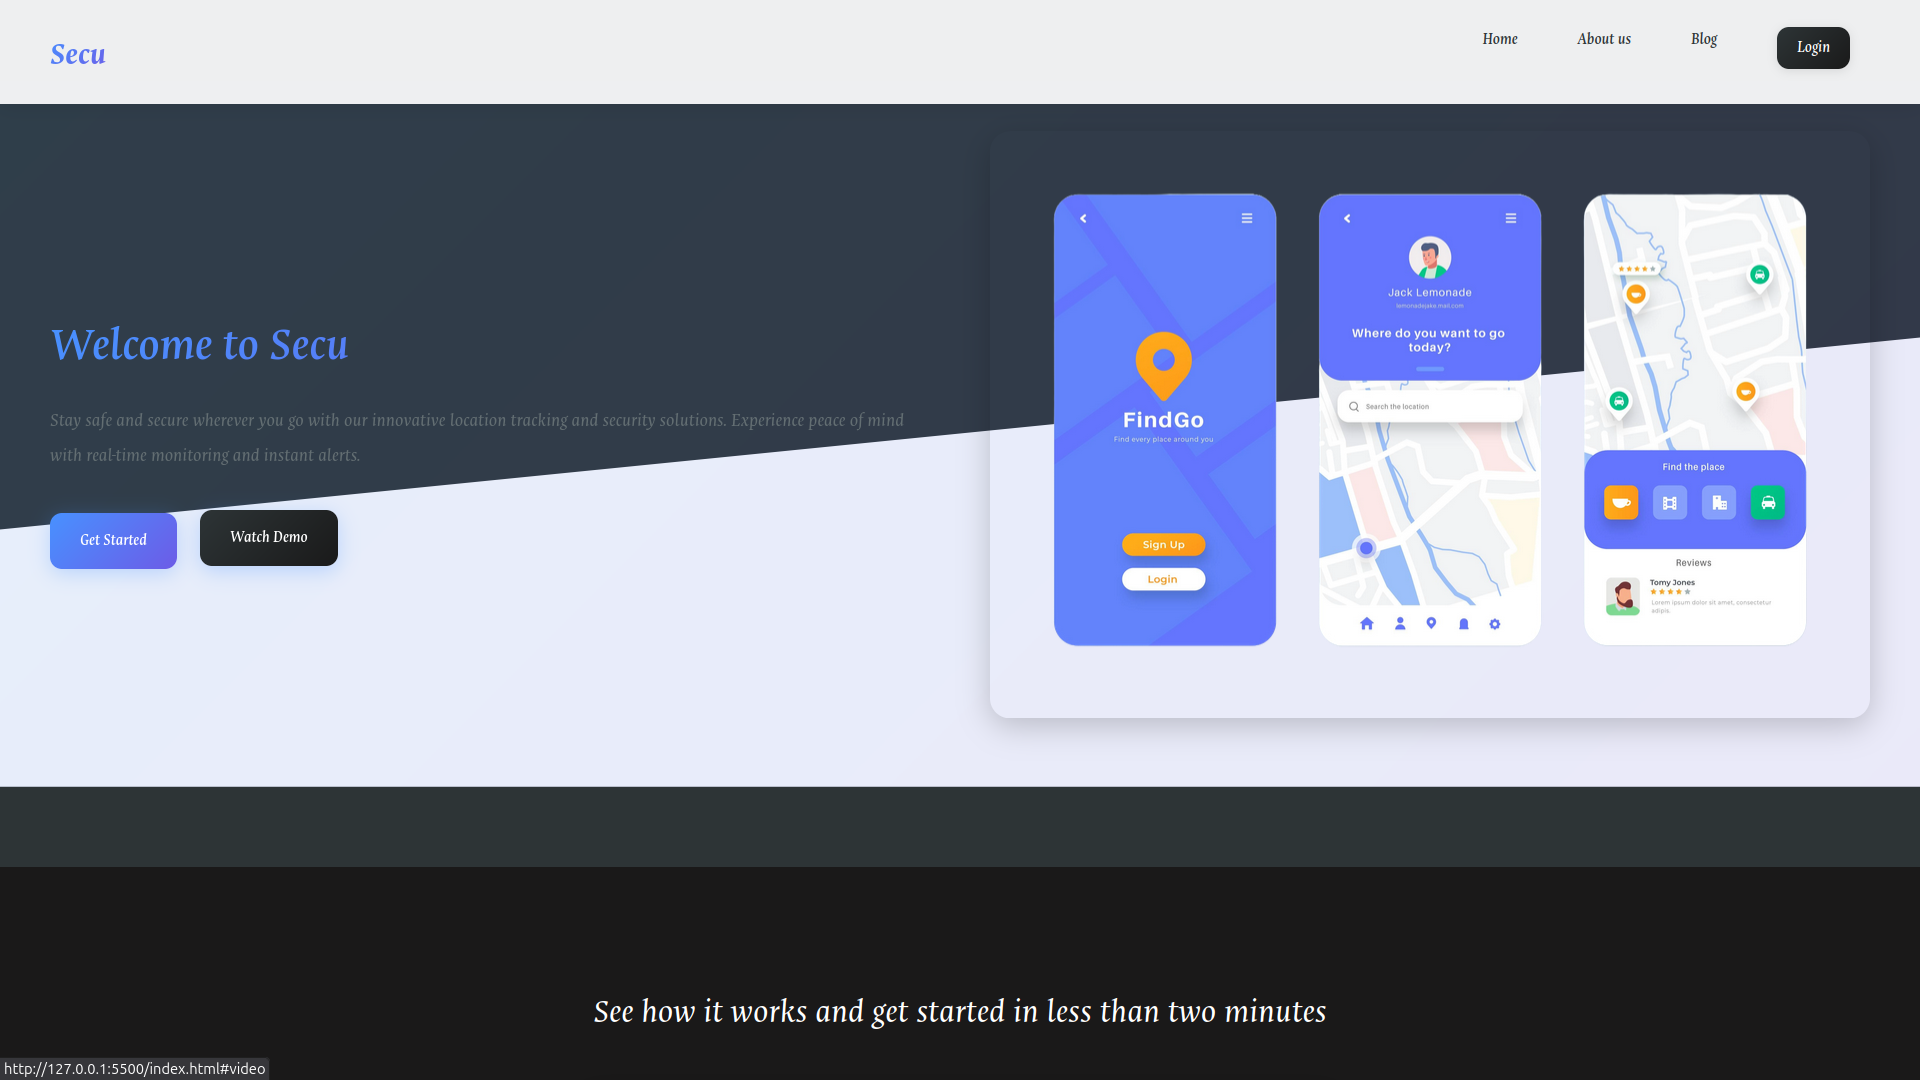 Secu
Home
About us
Blog
Login
Welcome to Secu
Stay safe and secure wherever you go with our innovative location tracking and security solutions. Experience peace of mind
with real-time monitoring and instant alerts.
Get Started
Watch Demo
FindGo
Find every place around you
Sign Up
Login
Jack Lemonade
lemonadejake.mail.com
Where do you want to go
today?
Search the location
Find the place
Reviews
Tomy Jones
Lorem ipsum dolor sit amet, consectetur
adipis.
See how it works and get started in less than two minutes
http://127.0.0.1:5500/index.html#video